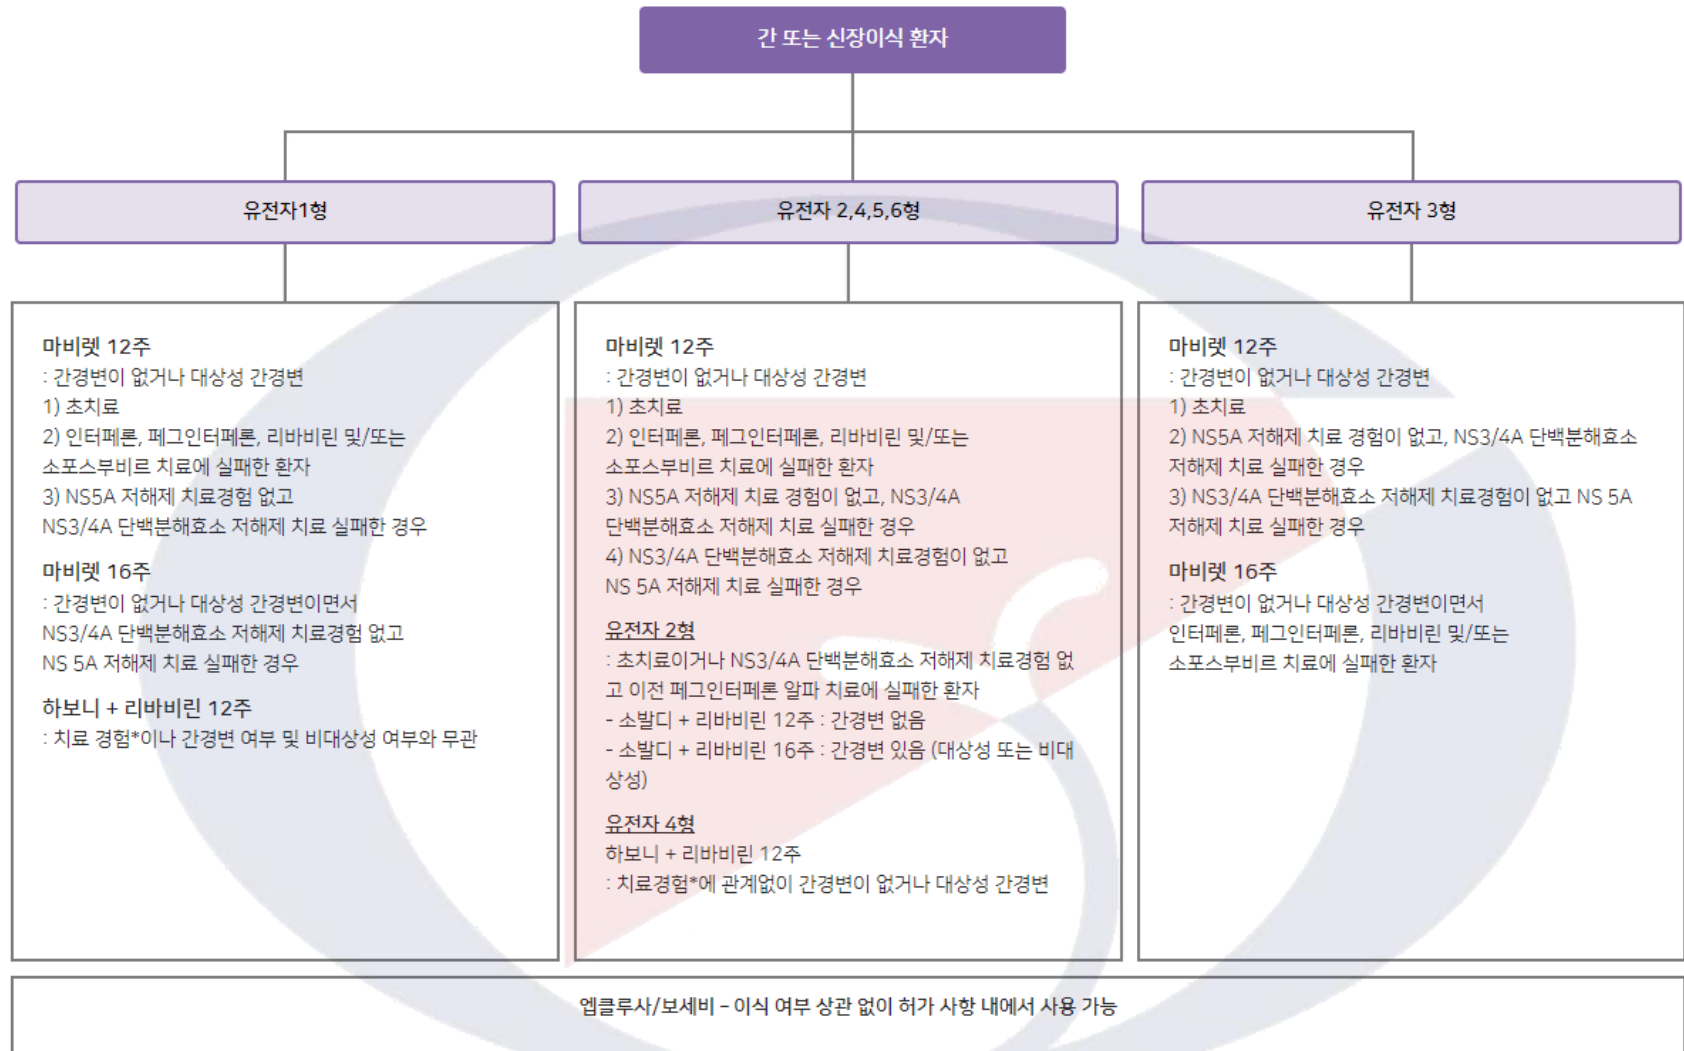 간 또는 신장이식 환자
유전자1형
마비렛 12주
: 간경변이 없거나 대상성 간경변
1) 초치료
2) 인터페론, 페그인터페론, 리바비린 및/또는
소포스부비르 치료에 실패한 환자
3) NS5A 저해제 치료경험 없고
NS3/4A 단백분해효소 저해제 치료 실패한 경우
마비렛 16주
: 간경변이 없거나 대상성 간경변이면서
NS3/4A 단백분해효소 저해제 치료경험 없고
NS 5A 저해제 치료 실패한 경우
하보니 + 리바비린 12주
: 치료 경험*이나 간경변 여부 및 비대상성 여부와 무관
유전자 2,4,5,6형
마비렛 12주
: 간경변이 없거나 대상성 간경변
1) 초치료
2) 인터페론, 페그인터페론, 리바비린 및/또는
소포스부비르 치료에 실패한 환자
3) NS5A 저해제 치료 경험이 없고, NS3/4A
단백분해효소 저해제 치료 실패한 경우
4) NS3/4A 단백분해효소 저해제 치료경험이 없고
NS 5A 저해제 치료 실패한 경우
유전자 2형
: 초치료이거나 NS3/4A 단백분해효소 저해제 치료경험 없
고 이전 페그인터페론 알파 치료에 실패한 환자
- 소발디 + 리바비린 12주 : 간경변 없음
- 소발디 + 리바비린 16주 : 간경변 있음 (대상성 또는 비대
상성)
유전자 4형
하보니 + 리바비린 12주
: 치료경험*에 관계없이 간경변이 없거나 대상성 간경변
유전자 3형
마비렛 12주
: 간경변이 없거나 대상성 간경변
1) 초치료
2) NS5A 저해제 치료 경험이 없고, NS3/4A 단백분해효소
저해제 치료 실패한 경우
3) NS3/4A 단백분해효소 저해제 치료경험이 없고 NS 5A
저해제 치료 실패한 경우
마비렛 16주
: 간경변이 없거나 대상성 간경변이면서
인터페론, 페그인터페론, 리바비린 및/또는
소포스부비르 치료에 실패한 환자
엡클루사/보세비 - 이식 여부 상관 없이 허가 사항 내에서 사용 가능